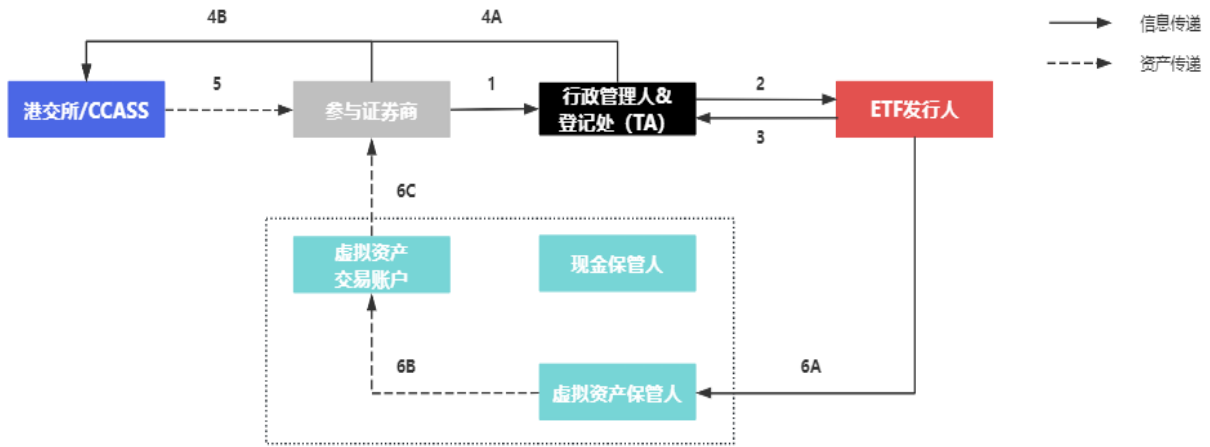 4B
4A
信息传递
资产传递
港交所/CCASS
5
参与证券商
1
行政管理人&
登记处（TA）
2
3
ETF发行人
6C
虚拟资产
交易账户
现金保管人
6B
虚拟资产保管人
6A